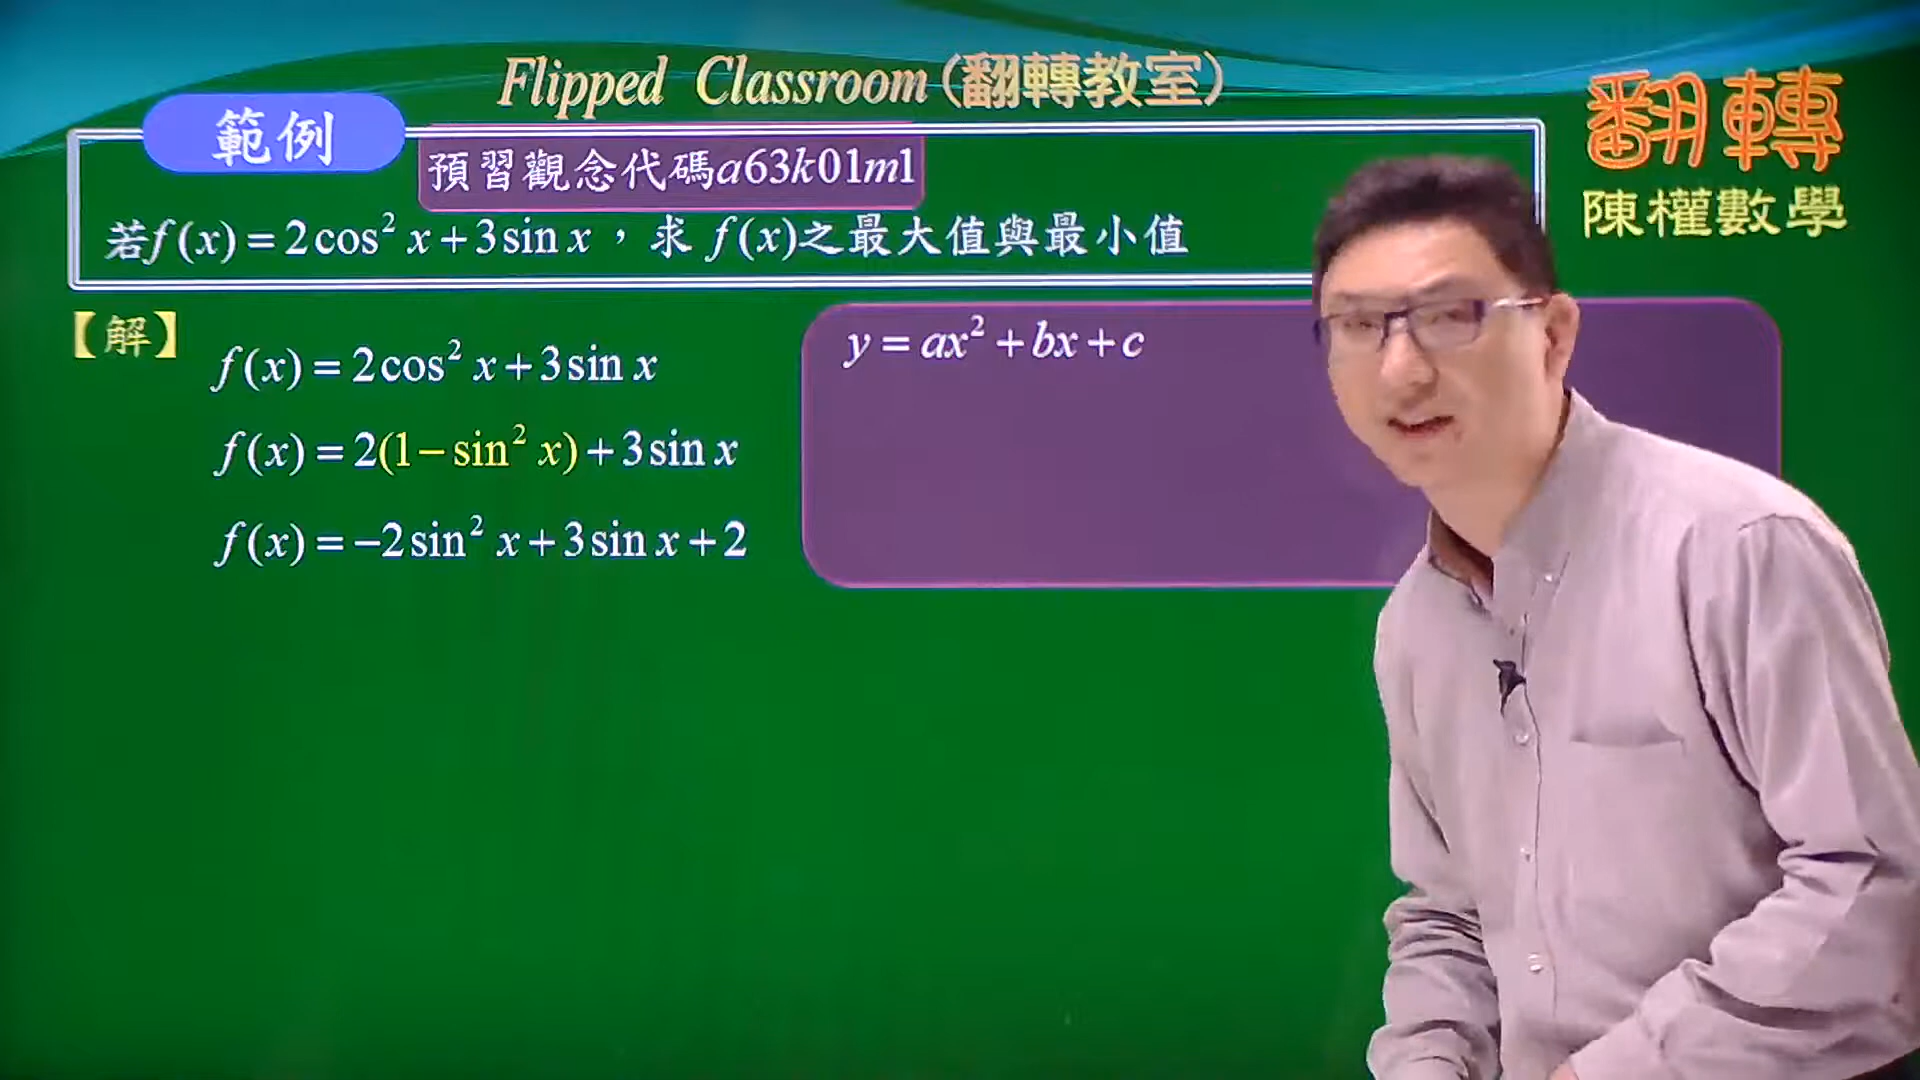 Flipped Classroom(翻轉教室)
翻轉
陳權數學
範例
預習觀念代碼a63k01m1
若f(x)=2cos² x+3sin x，求 f(x)之最大值與最小值
【解】
f(x)=2cos² x+3sin x
f(x)=2(1−sin² x)+3sin x
f(x)=−2sin² x+3sin x+2
y=ax²+bx+c